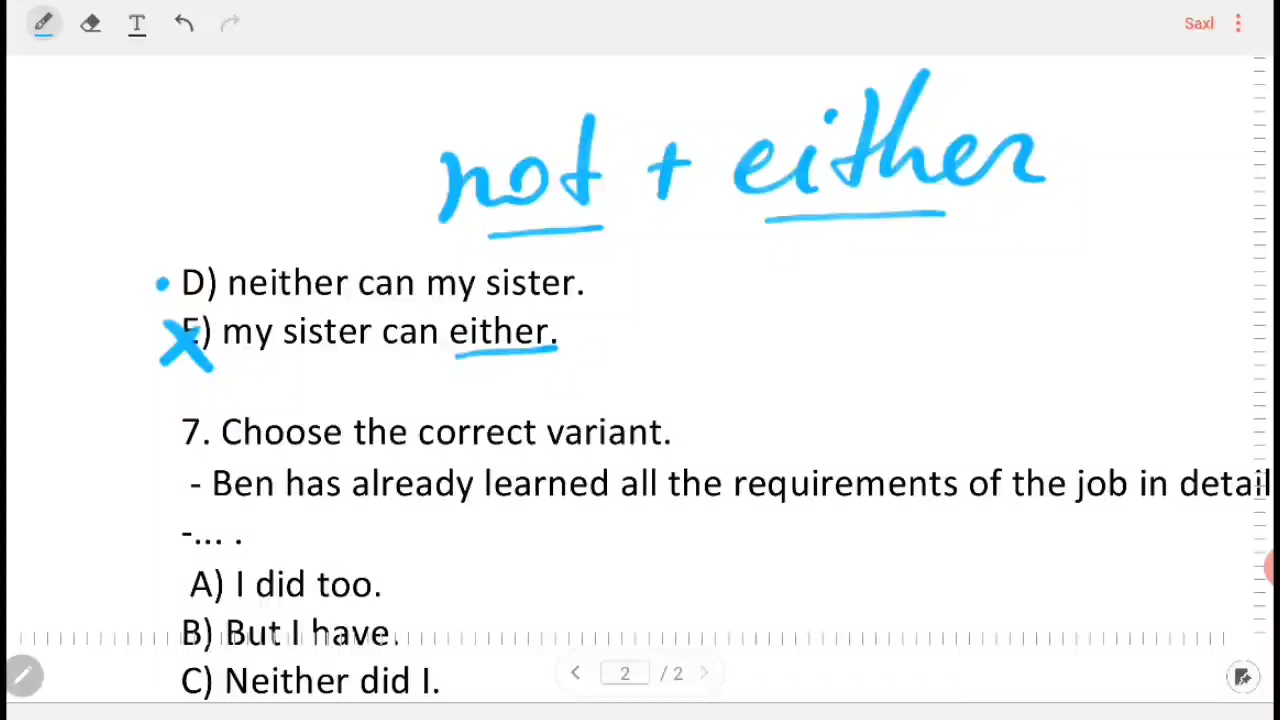 Saxl
not + either
D) neither can my sister.
E) my sister can either.
7. Choose the correct variant.
- Ben has already learned all the requirements of the job in detail
-... .
A) I did too.
B) But I have.
C) Neither did I.
2 / 2